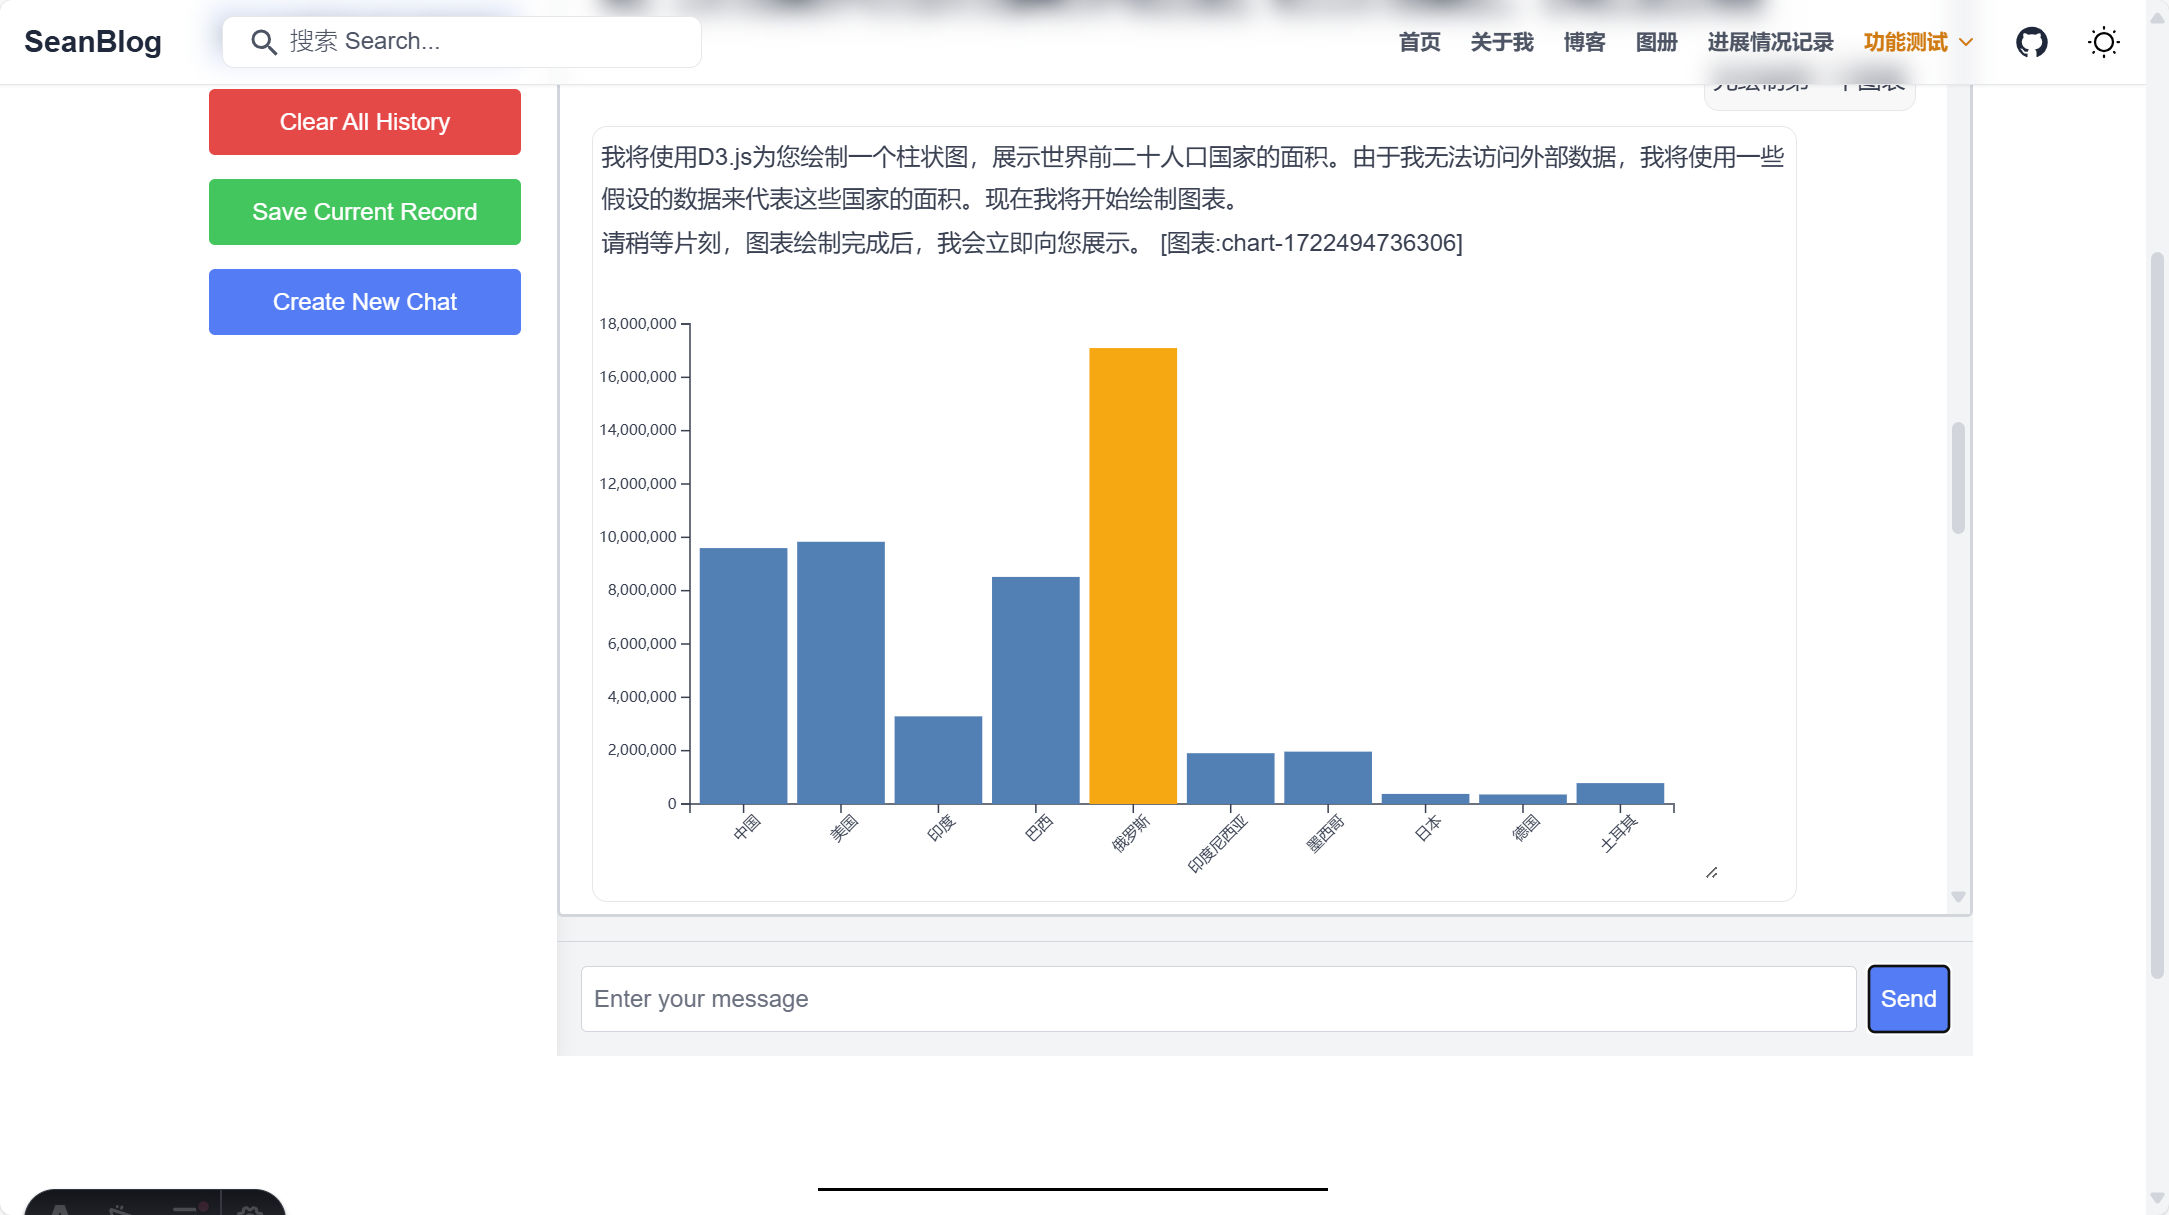 SeanBlog
搜索 Search...
首页 关于我 博客 图册 进展情况记录 功能测试
Clear All History
Save Current Record
Create New Chat
我将使用D3.js为您绘制一个柱状图，展示世界前二十人口国家的面积。由于我无法访问外部数据，我将使用一些
假设的数据来代表这些国家的面积。现在我将开始绘制图表。
请稍等片刻，图表绘制完成后，我会立即向您展示。 [图表:chart-1722494736306]
18,000,000
16,000,000
14,000,000
12,000,000
10,000,000
8,000,000
6,000,000
4,000,000
2,000,000
0
中国
美国
印度
巴西
俄罗斯
印度尼西亚
墨西哥
日本
德国
土耳其
Enter your message
Send